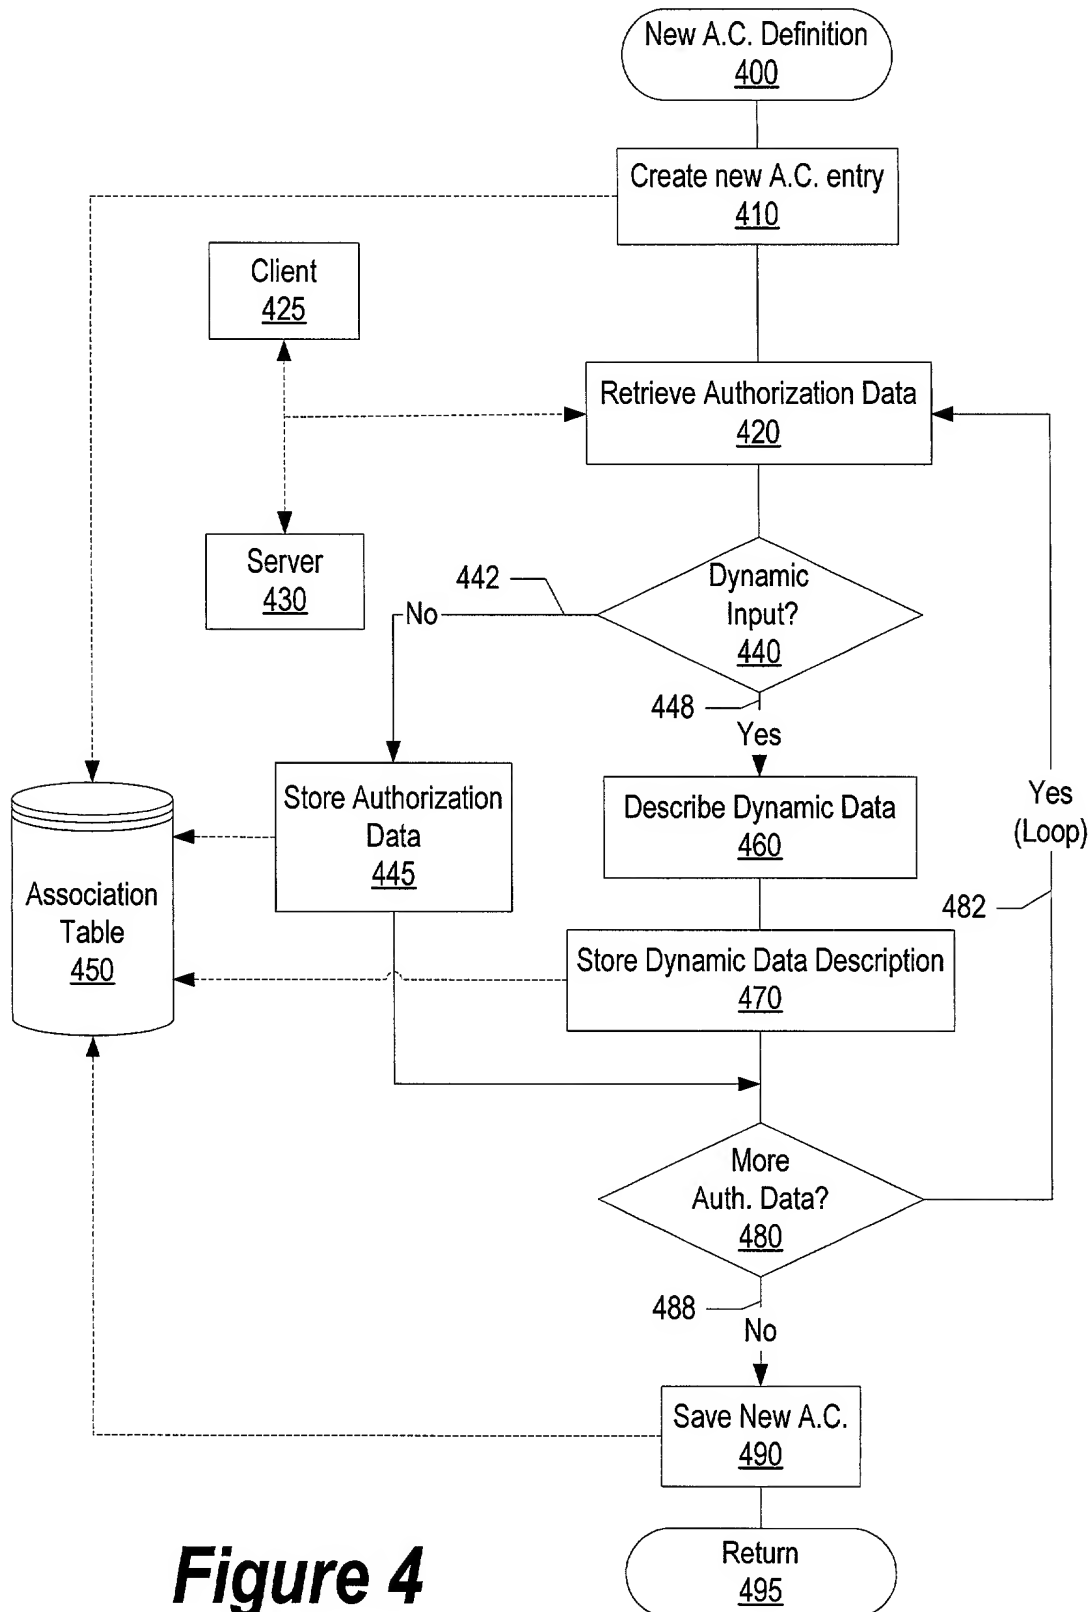 New A.C. Definition
400
Create new A.C. entry
410
Client
425
Retrieve Authorization Data
420
Server
430
442
No
Dynamic
Input?
440
448
Yes
Store Authorization
Data
445
Describe Dynamic Data
460
Yes
(Loop)
482
Association
Table
450
Store Dynamic Data Description
470
More
Auth. Data?
480
488
No
Save New A.C.
490
Return
495
Figure 4